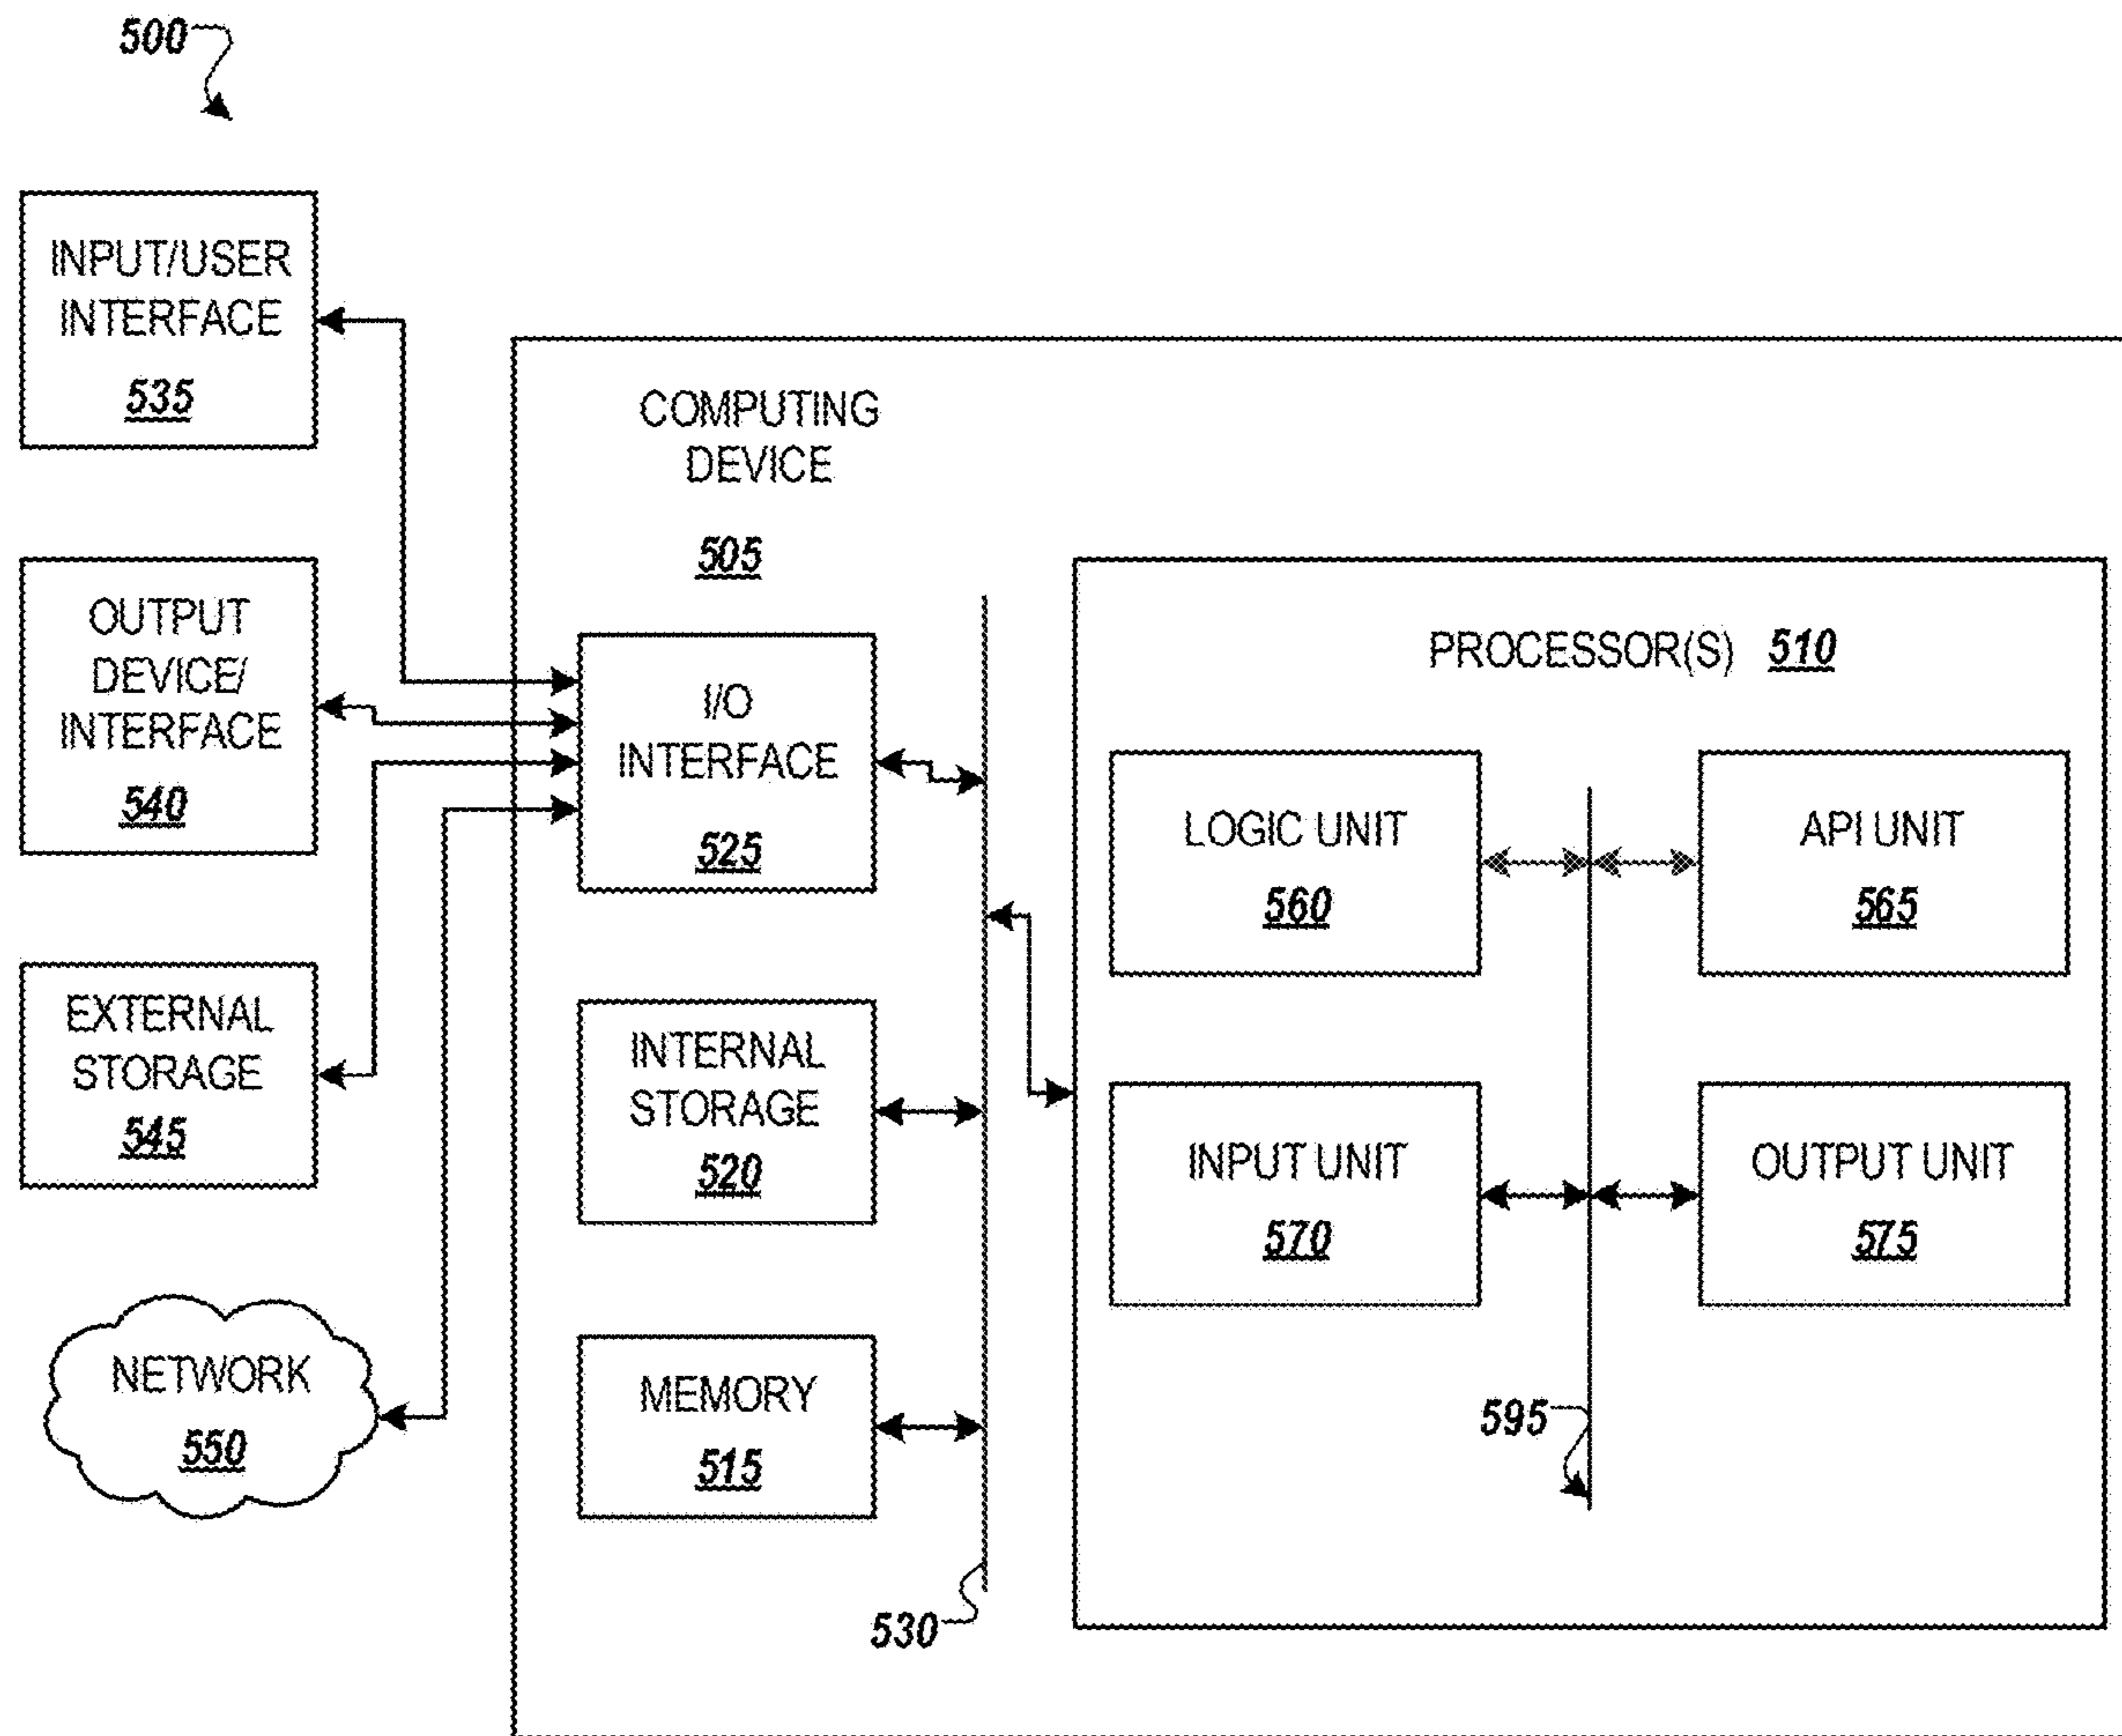 500
INPUT/USER
INTERFACE
535
OUTPUT
DEVICE/
INTERFACE
540
EXTERNAL
STORAGE
545
NETWORK
550
COMPUTING
DEVICE
505
I/O
INTERFACE
525
INTERNAL
STORAGE
520
MEMORY
515
530
PROCESSOR(S) 510
LOGIC UNIT
560
API UNIT
565
INPUT UNIT
570
OUTPUT UNIT
575
595